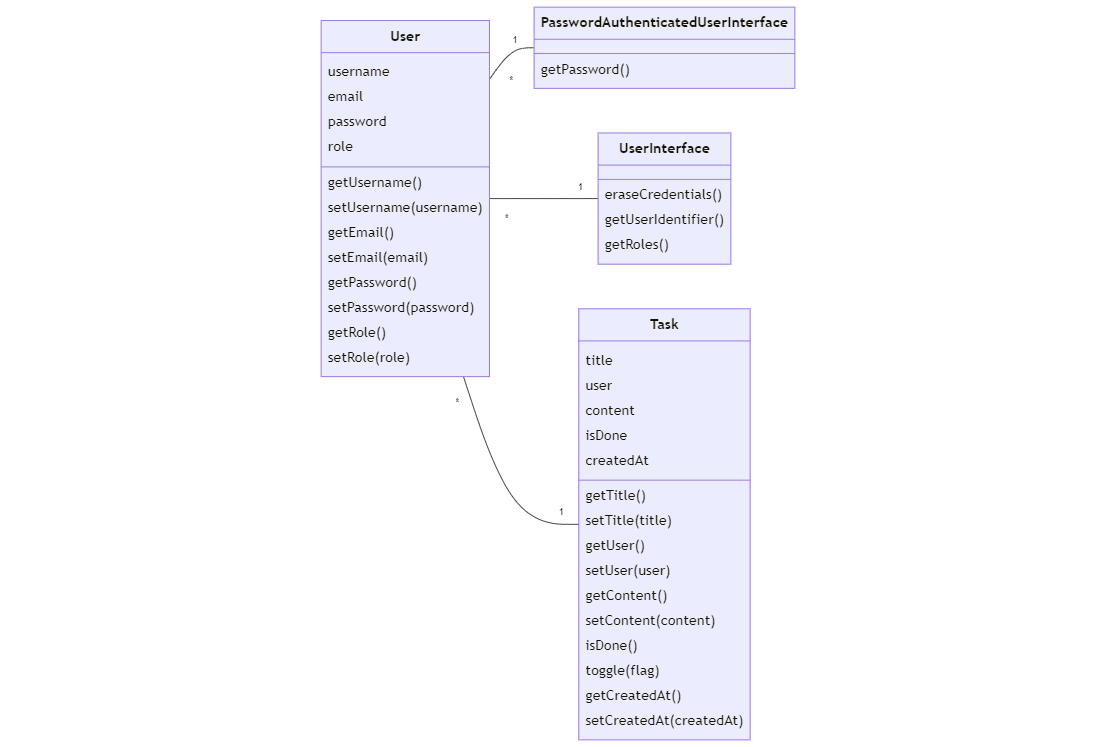 User
username
email
password
role
getUsername()
setUsername(username)
getEmail()
setEmail(email)
getPassword()
setPassword(password)
getRole()
setRole(role)
1
*
PasswordAuthenticatedUserInterface
getPassword()
1
*
UserInterface
eraseCredentials()
getUserIdentifier()
getRoles()
*
1
Task
title
user
content
isDone
createdAt
getTitle()
setTitle(title)
getUser()
setUser(user)
getContent()
setContent(content)
isDone()
toggle(flag)
getCreatedAt()
setCreatedAt(createdAt)